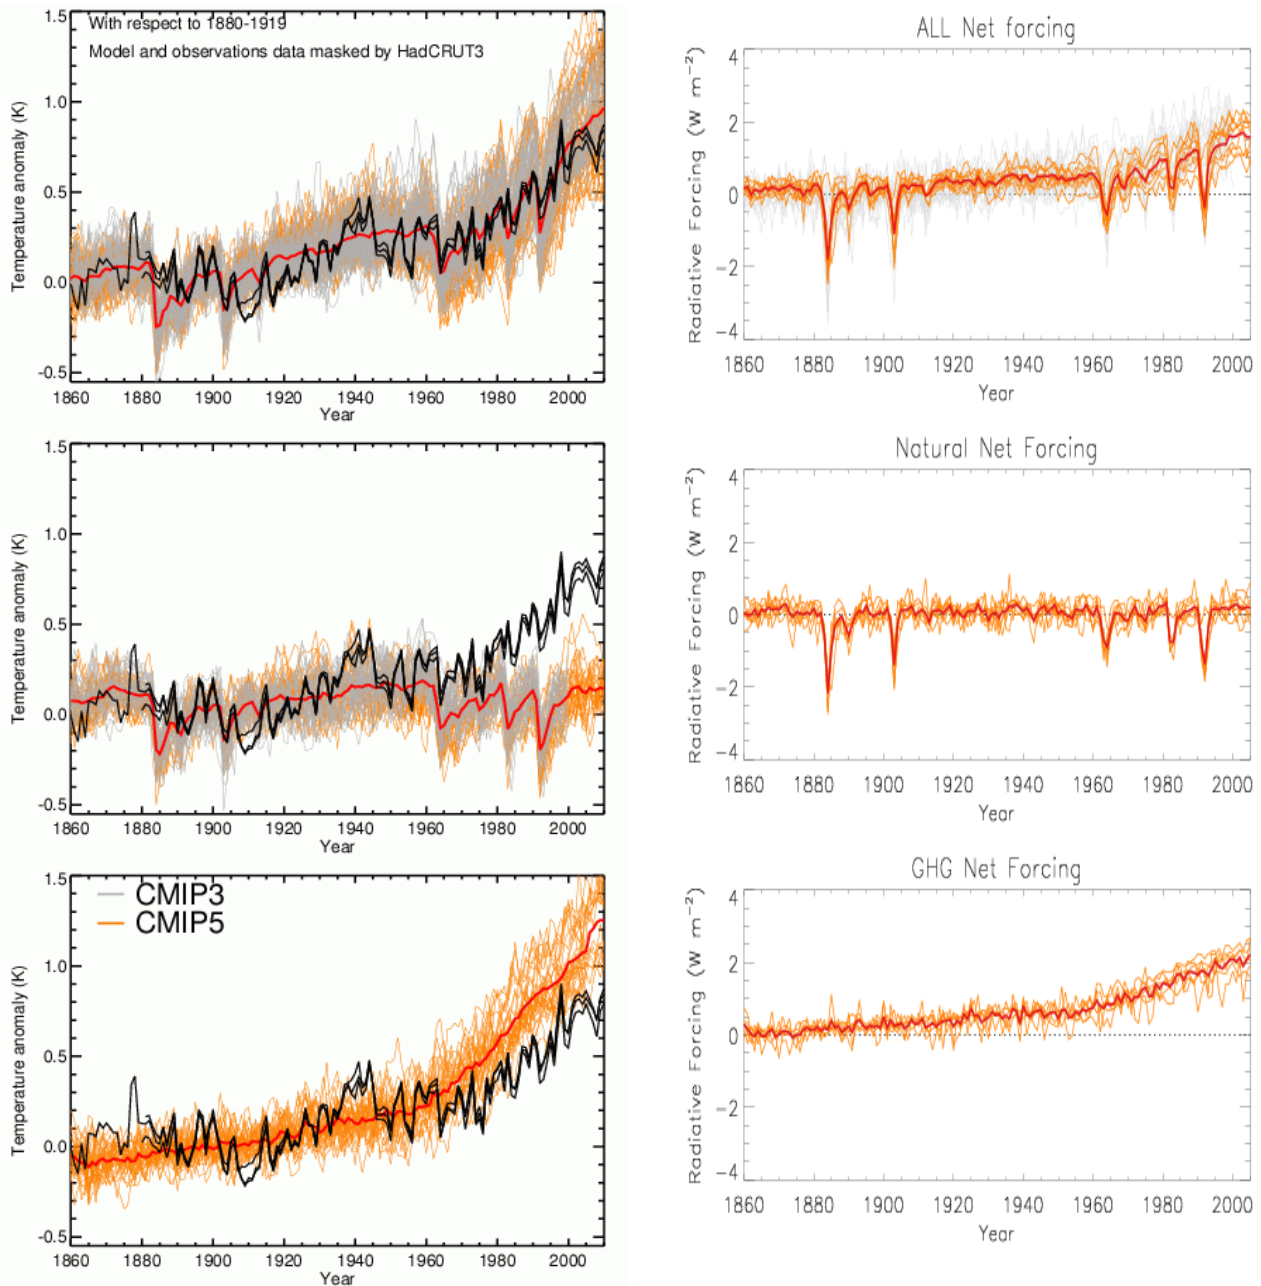 With respect to 1880-1919
Model and observations data masked by HadCRUT3
Temperature anomaly (K)
1.5
1.0
0.5
0.0
-0.5
1860 1880 1900 1920 1940 1960 1980 2000
Year
ALL Net forcing
Radiative Forcing (W m⁻²)
4
2
0
−2
−4
1860 1880 1900 1920 1940 1960 1980 2000
Year
Temperature anomaly (K)
1.5
1.0
0.5
0.0
-0.5
1860 1880 1900 1920 1940 1960 1980 2000
Year
Natural Net Forcing
Radiative Forcing (W m⁻²)
4
2
0
−2
−4
1860 1880 1900 1920 1940 1960 1980 2000
Year
CMIP3
CMIP5
Temperature anomaly (K)
1.5
1.0
0.5
0.0
-0.5
1860 1880 1900 1920 1940 1960 1980 2000
Year
GHG Net Forcing
Radiative Forcing (W m⁻²)
4
2
0
−2
−4
1860 1880 1900 1920 1940 1960 1980 2000
Year